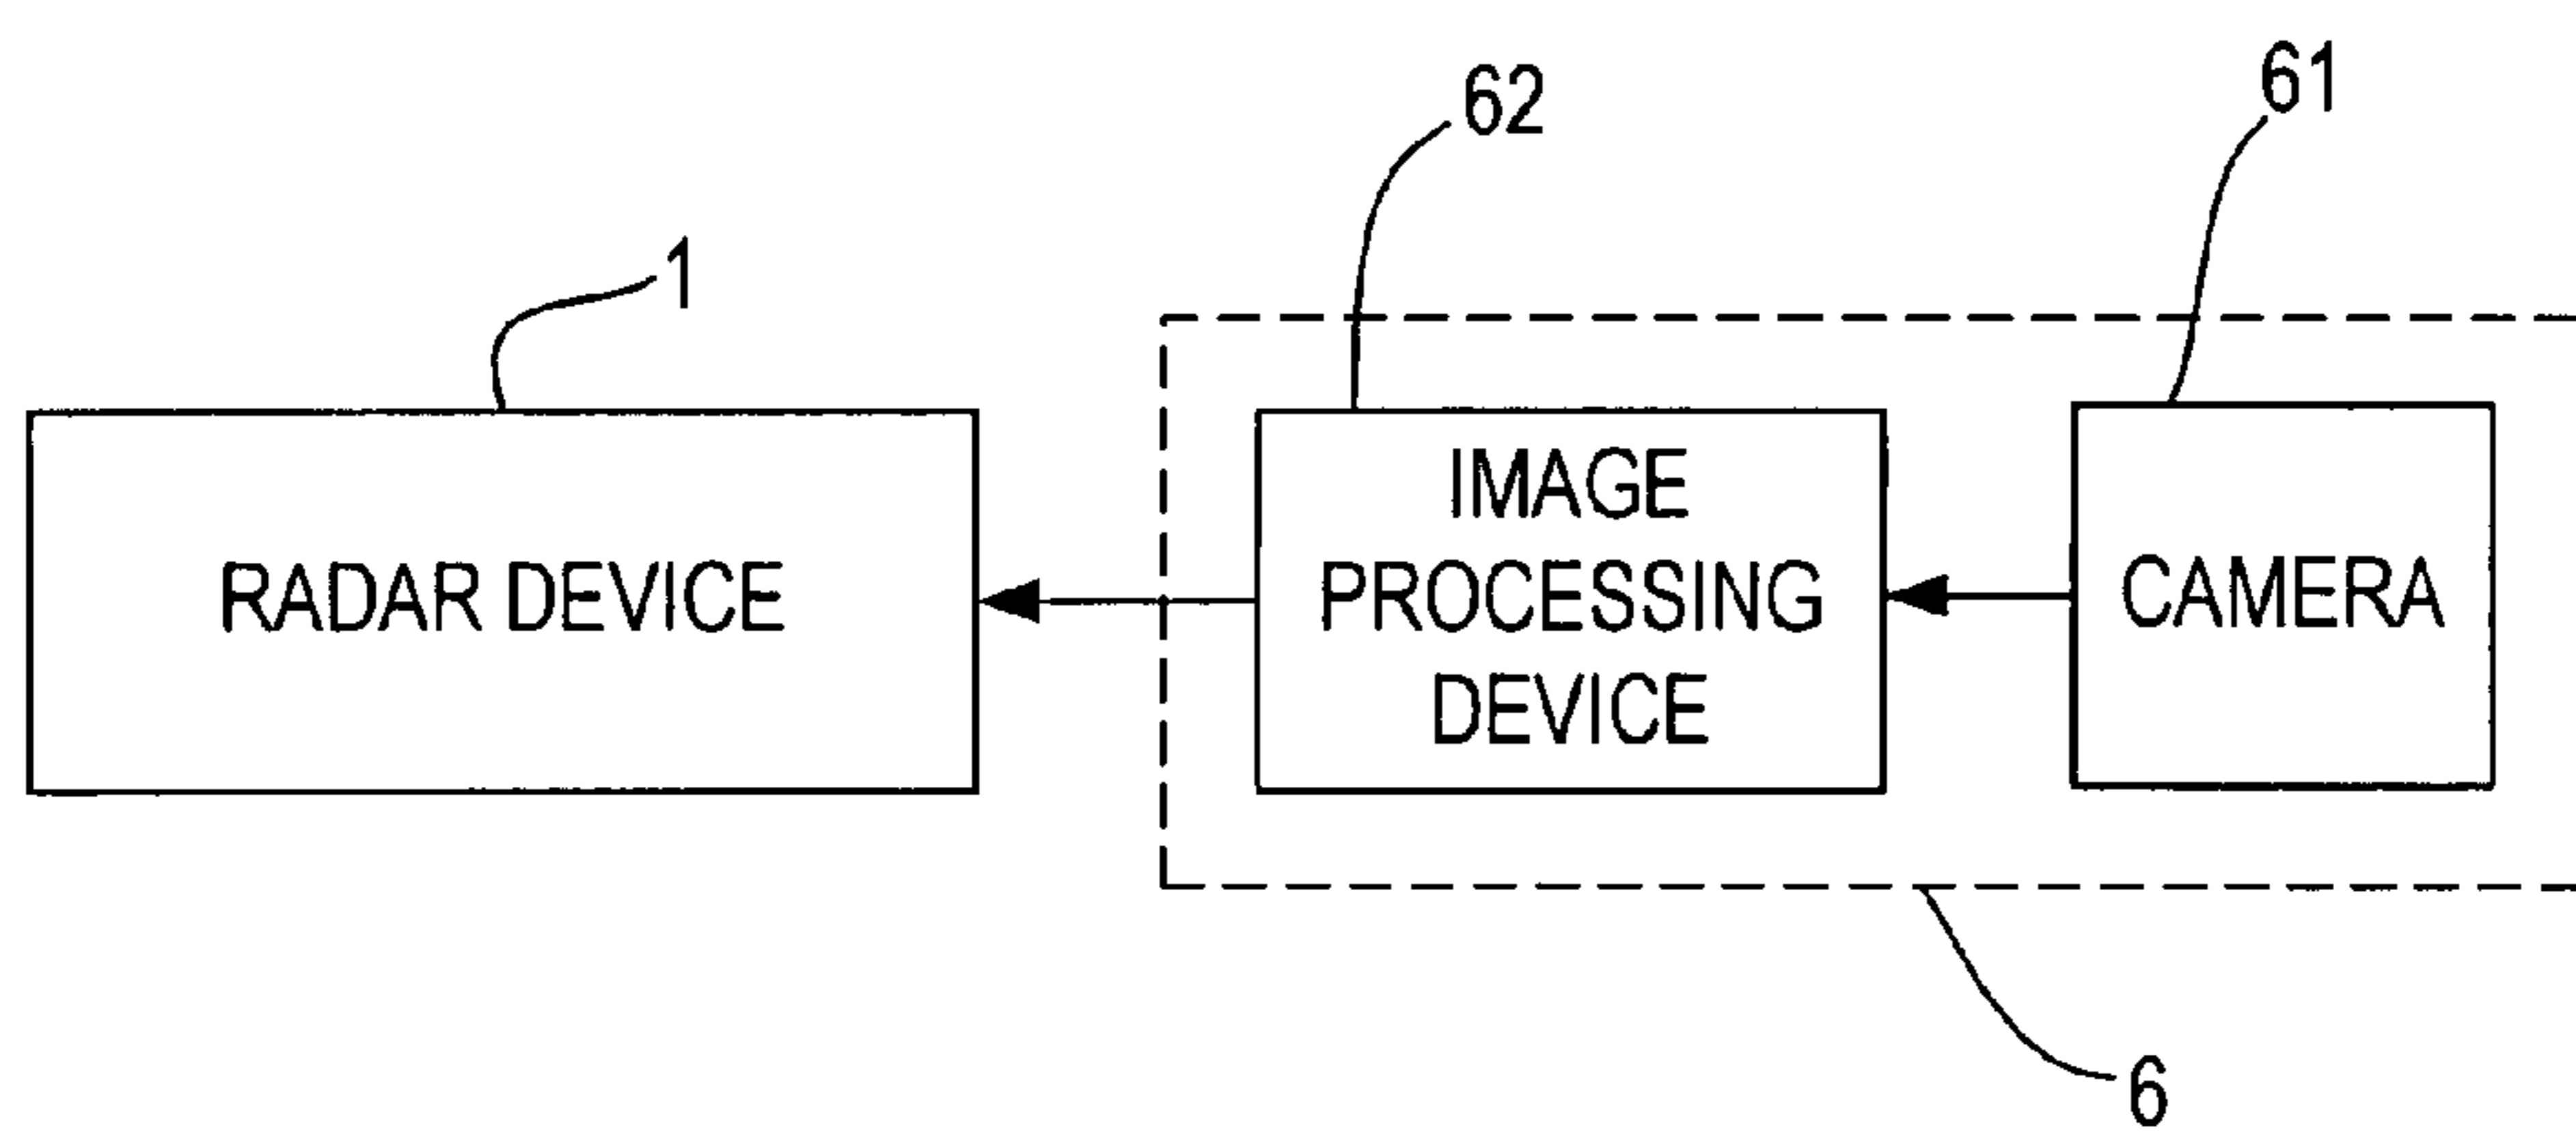 61
62
1
IMAGE
RADAR DEVICE
PROCESSING
CAMERA
DEVICE
6